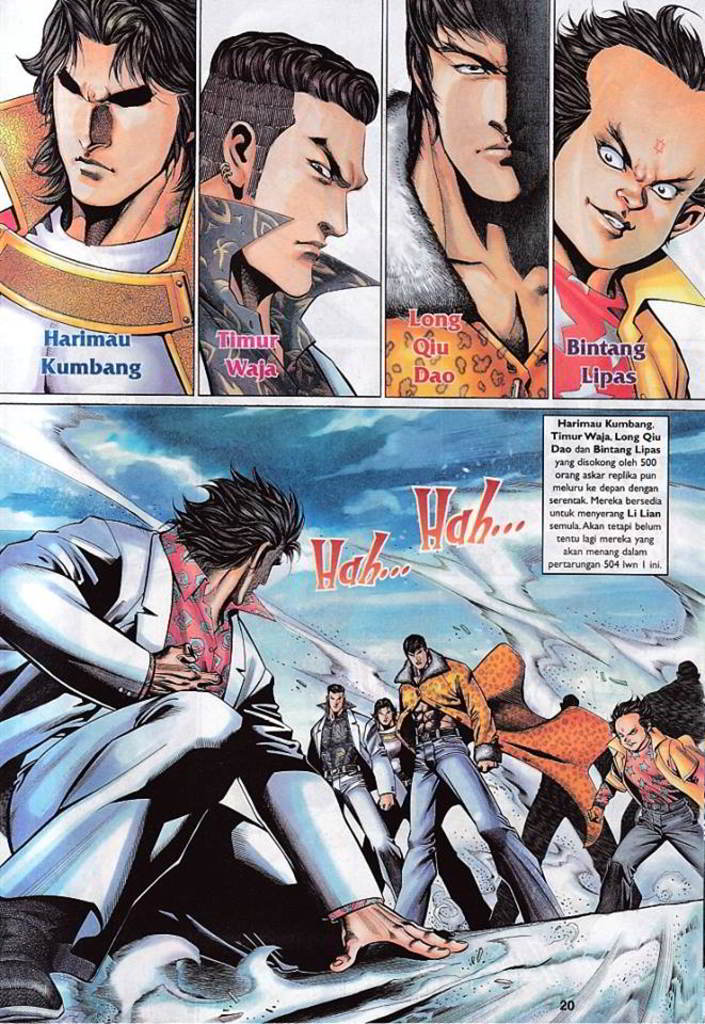 Harimau
Kumbang
Timur
Waja
Long
Qiu
Dao
Bintang
Lipas
Harimau Kumbang,
Timur Waja, Long Qiu
Dao dan Bintang Lipas
yang disokong oleh 500
orang askar replika pun
meluru ke depan dengan
serentak. Mereka bersedia
untuk menyerang Li Lian
semula. Akan tetapi belum
tentu lagi mereka yang
akan menang dalam
pertarungan 504 lwn 1 ini.
Hah...
Hah...
20